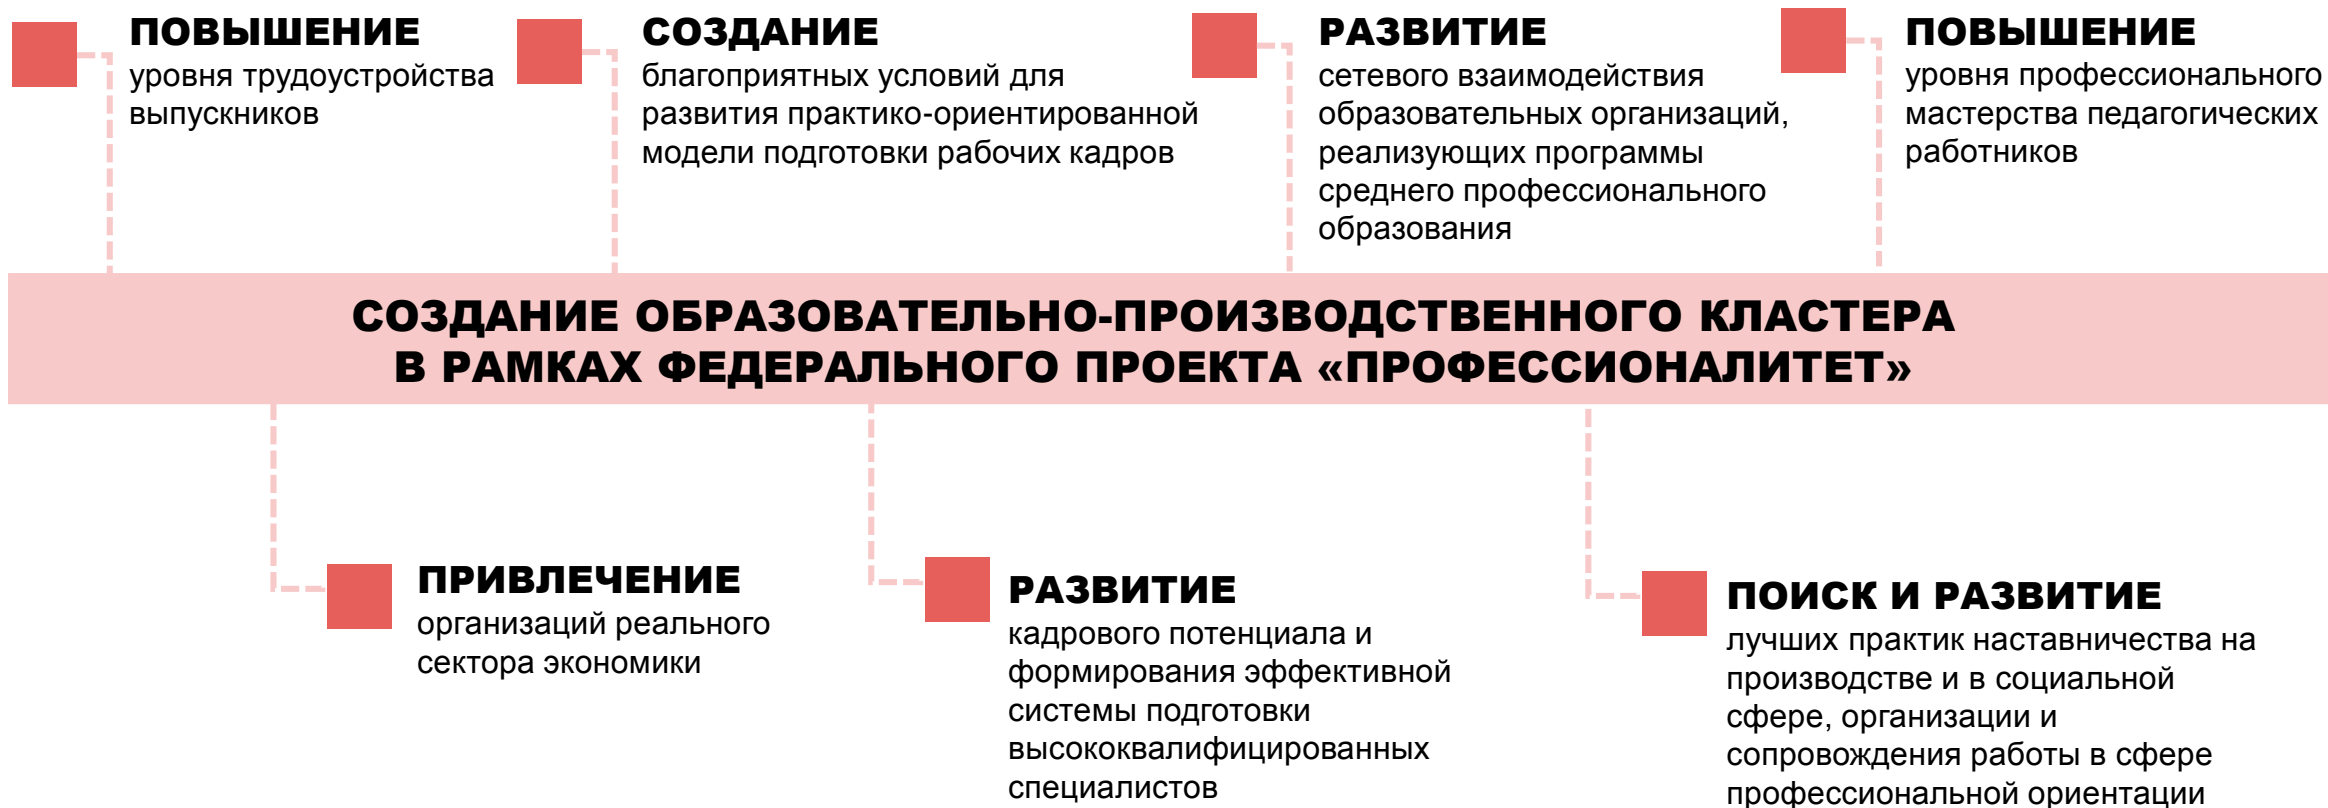 ПОВЫШЕНИЕ
уровня трудоустройства
выпускников
СОЗДАНИЕ
благоприятных условий для
развития практико-ориентированной
модели подготовки рабочих кадров
РАЗВИТИЕ
сетевого взаимодействия
образовательных организаций,
реализующих программы
среднего профессионального
образования
ПОВЫШЕНИЕ
уровня профессионального
мастерства педагогических
работников
СОЗДАНИЕ ОБРАЗОВАТЕЛЬНО-ПРОИЗВОДСТВЕННОГО КЛАСТЕРА
В РАМКАХ ФЕДЕРАЛЬНОГО ПРОЕКТА «ПРОФЕССИОНАЛИТЕТ»
ПРИВЛЕЧЕНИЕ
организаций реального
сектора экономики
РАЗВИТИЕ
кадрового потенциала и
формирования эффективной
системы подготовки
высококвалифицированных
специалистов
ПОИСК И РАЗВИТИЕ
лучших практик наставничества на
производстве и в социальной
сфере, организации и
сопровождения работы в сфере
профессиональной ориентации